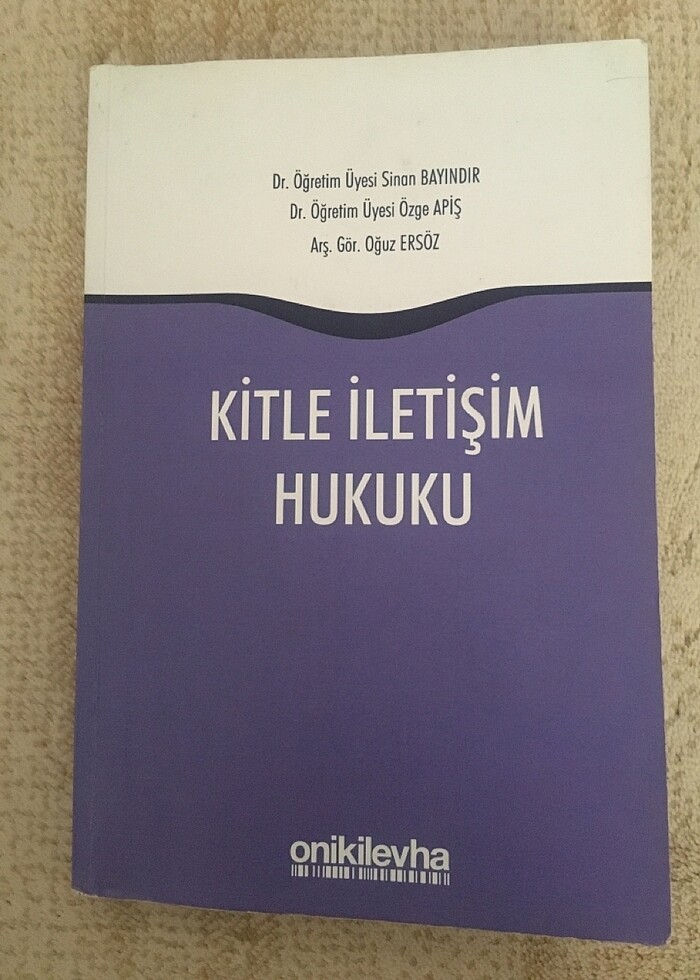 Dr. Öğretim Üyesi Sinan BAYINDIR
Dr. Öğretim Üyesi Özge APİŞ
Arş. Gör. Oğuz ERSÖZ
KİTLE İLETİŞİM
HUKUKU
onikilevha